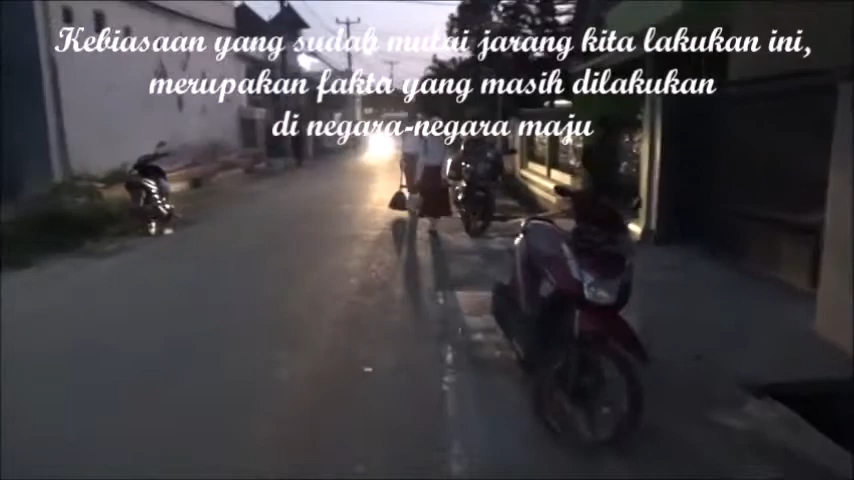 Kebiasaan yang sudah mulai jarang kita lakukan ini,
merupakan fakta yang masih dilakukan
di negara-negara maju